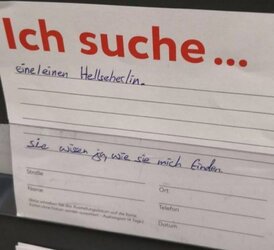 Ich suche...
eine/einen Hellseher/in.
sie wissen ja, wie sie mich finden.
Straße
Ort
Name
Telefon
Datum